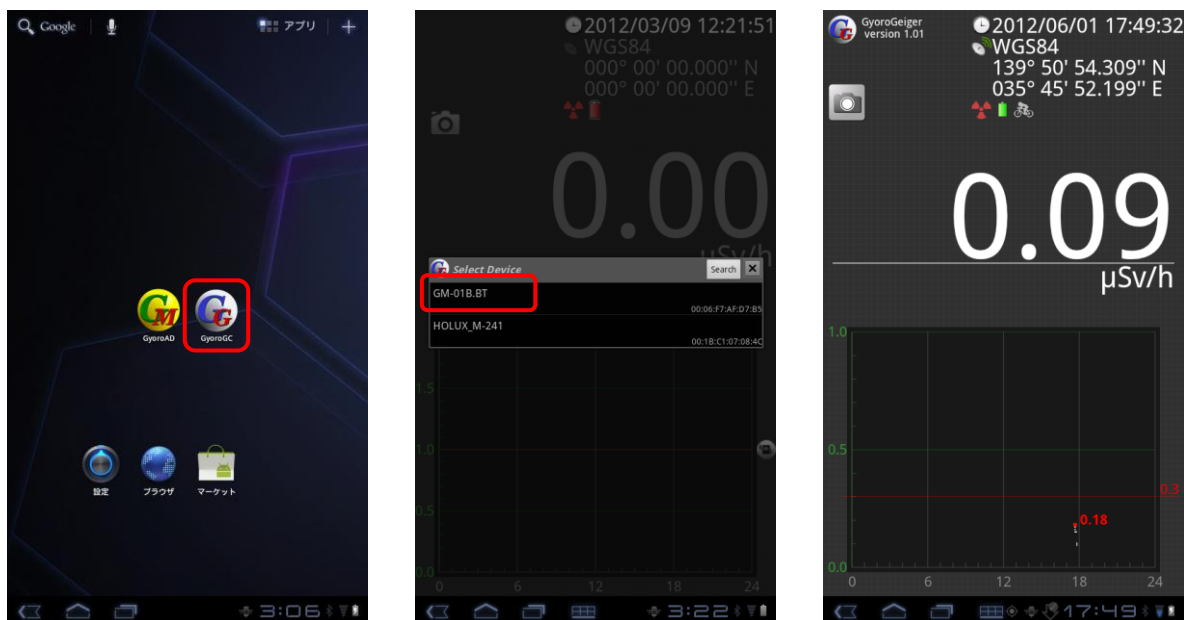 Google
アプリ
GyoroAD
GyoroGC
設定
ブラウザ
マーケット
3:06
2012/03/09 12:21:51
WGS84
000° 00' 00.000'' N
000° 00' 00.000'' E
0.00
µSv/h
Select Device
Search
GM-01B.BT
00:06:F7:AF:D7:B5
HOLUX_M-241
00:1B:C1:07:08:4C
1.5
1.0
0.5
0.0
0 6 12 18 24
3:22
GyoroGeiger
version 1.01
2012/06/01 17:49:32
WGS84
139° 50' 54.309'' N
035° 45' 52.199'' E
0.09
µSv/h
1.0
0.5
0.3
0.18
0.0
0 6 12 18 24
17:49